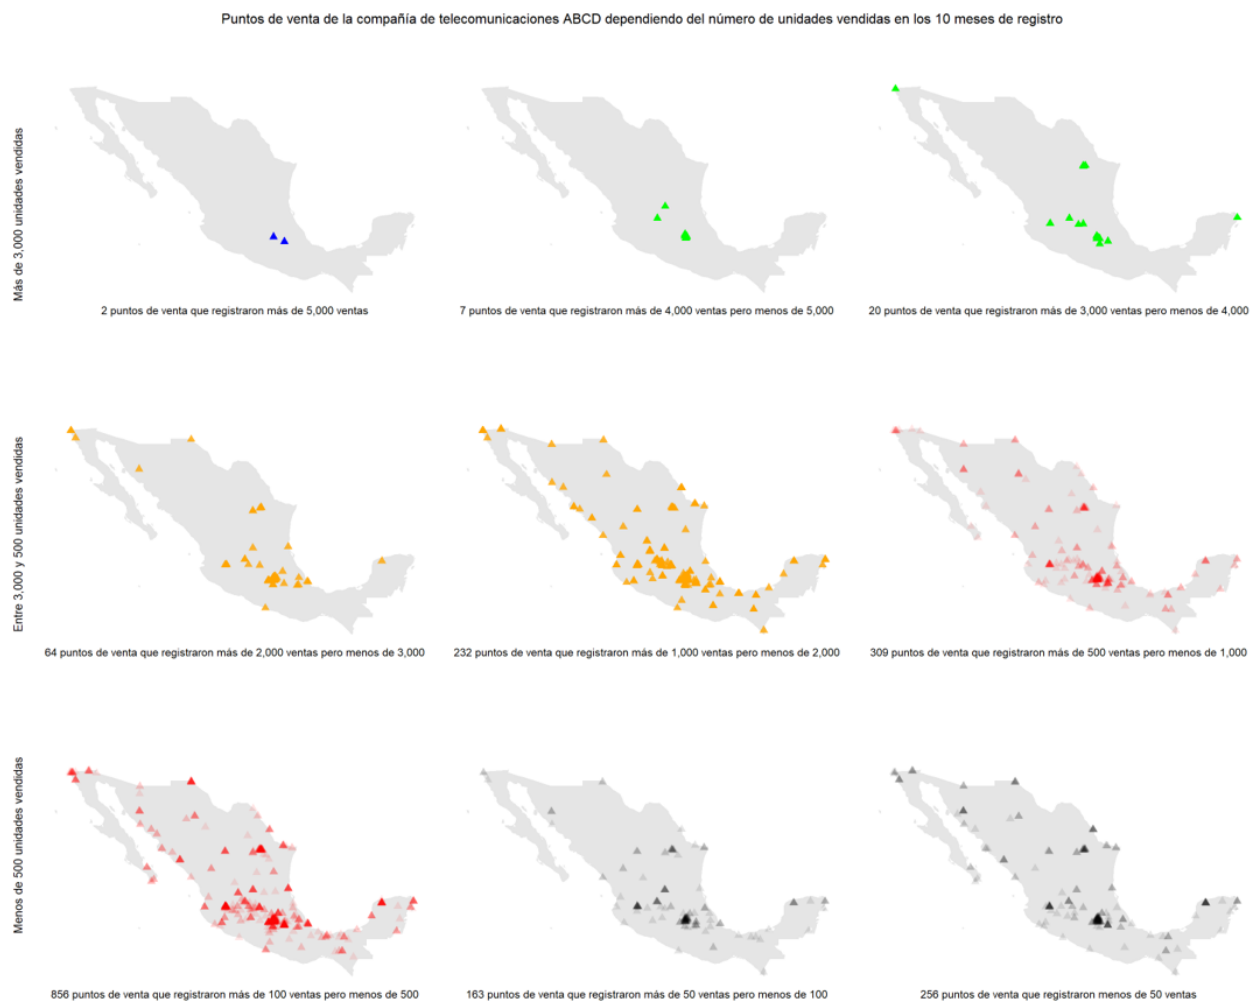 Puntos de venta de la compañía de telecomunicaciones ABCD dependiendo del número de unidades vendidas en los 10 meses de registro
Más de 3,000 unidades vendidas
2 puntos de venta que registraron más de 5,000 ventas
7 puntos de venta que registraron más de 4,000 ventas pero menos de 5,000
20 puntos de venta que registraron más de 3,000 ventas pero menos de 4,000
Entre 3,000 y 500 unidades vendidas
64 puntos de venta que registraron más de 2,000 ventas pero menos de 3,000
232 puntos de venta que registraron más de 1,000 ventas pero menos de 2,000
309 puntos de venta que registraron más de 500 ventas pero menos de 1,000
Menos de 500 unidades vendidas
856 puntos de venta que registraron más de 100 ventas pero menos de 500
163 puntos de venta que registraron más de 50 ventas pero menos de 100
256 puntos de venta que registraron menos de 50 ventas